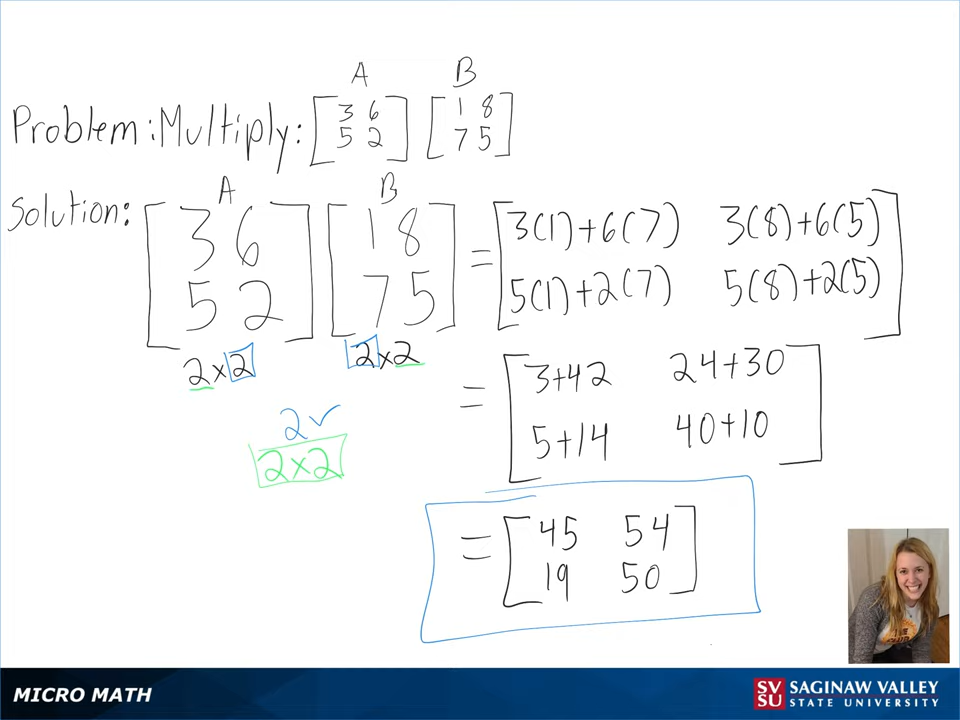 A B
Problem: Multiply: [3 6 [1 8
5 2] 7 5]
Solution: A B
[3 6 [1 8 = [3(1)+6(7) 3(8)+6(5)
5 2] 7 5] 5(1)+2(7) 5(8)+2(5)]
2×2 2×2
= [3+42 24+30
2✓
5+14 40+10]
2×2
= [45 54
19 50]
MICRO MATH
SVSU SAGINAW VALLEY
STATE UNIVERSITY